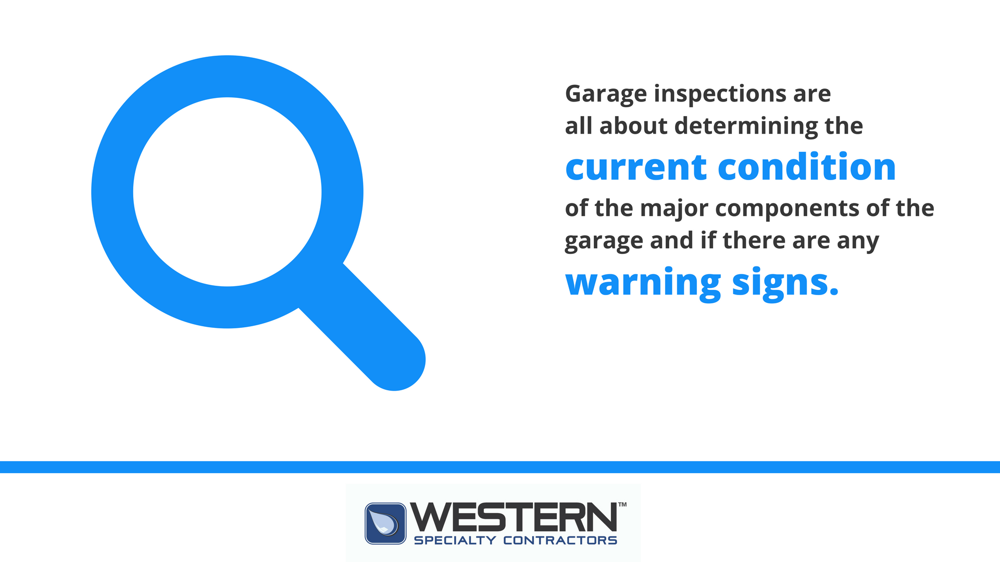 Garage inspections are
all about determining the
current condition
of the major components of the
garage and if there are any
warning signs.
WESTERN™
SPECIALTY CONTRACTORS